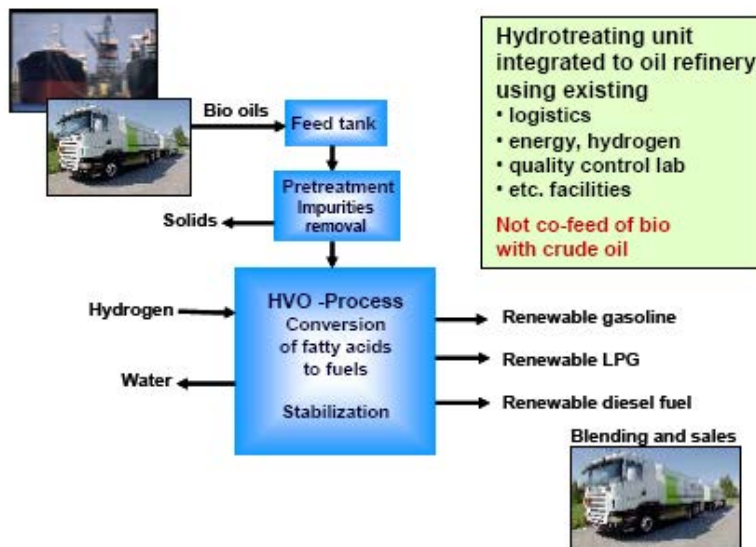 Bio oils
Feed tank
Pretreatment
Impurities
removal
Solids
HVO -Process
Conversion
of fatty acids
to fuels
Stabilization
Hydrogen
Water
Renewable gasoline
Renewable LPG
Renewable diesel fuel
Blending and sales
Hydrotreating unit
integrated to oil refinery
using existing
• logistics
• energy, hydrogen
• quality control lab
• etc. facilities
Not co-feed of bio
with crude oil